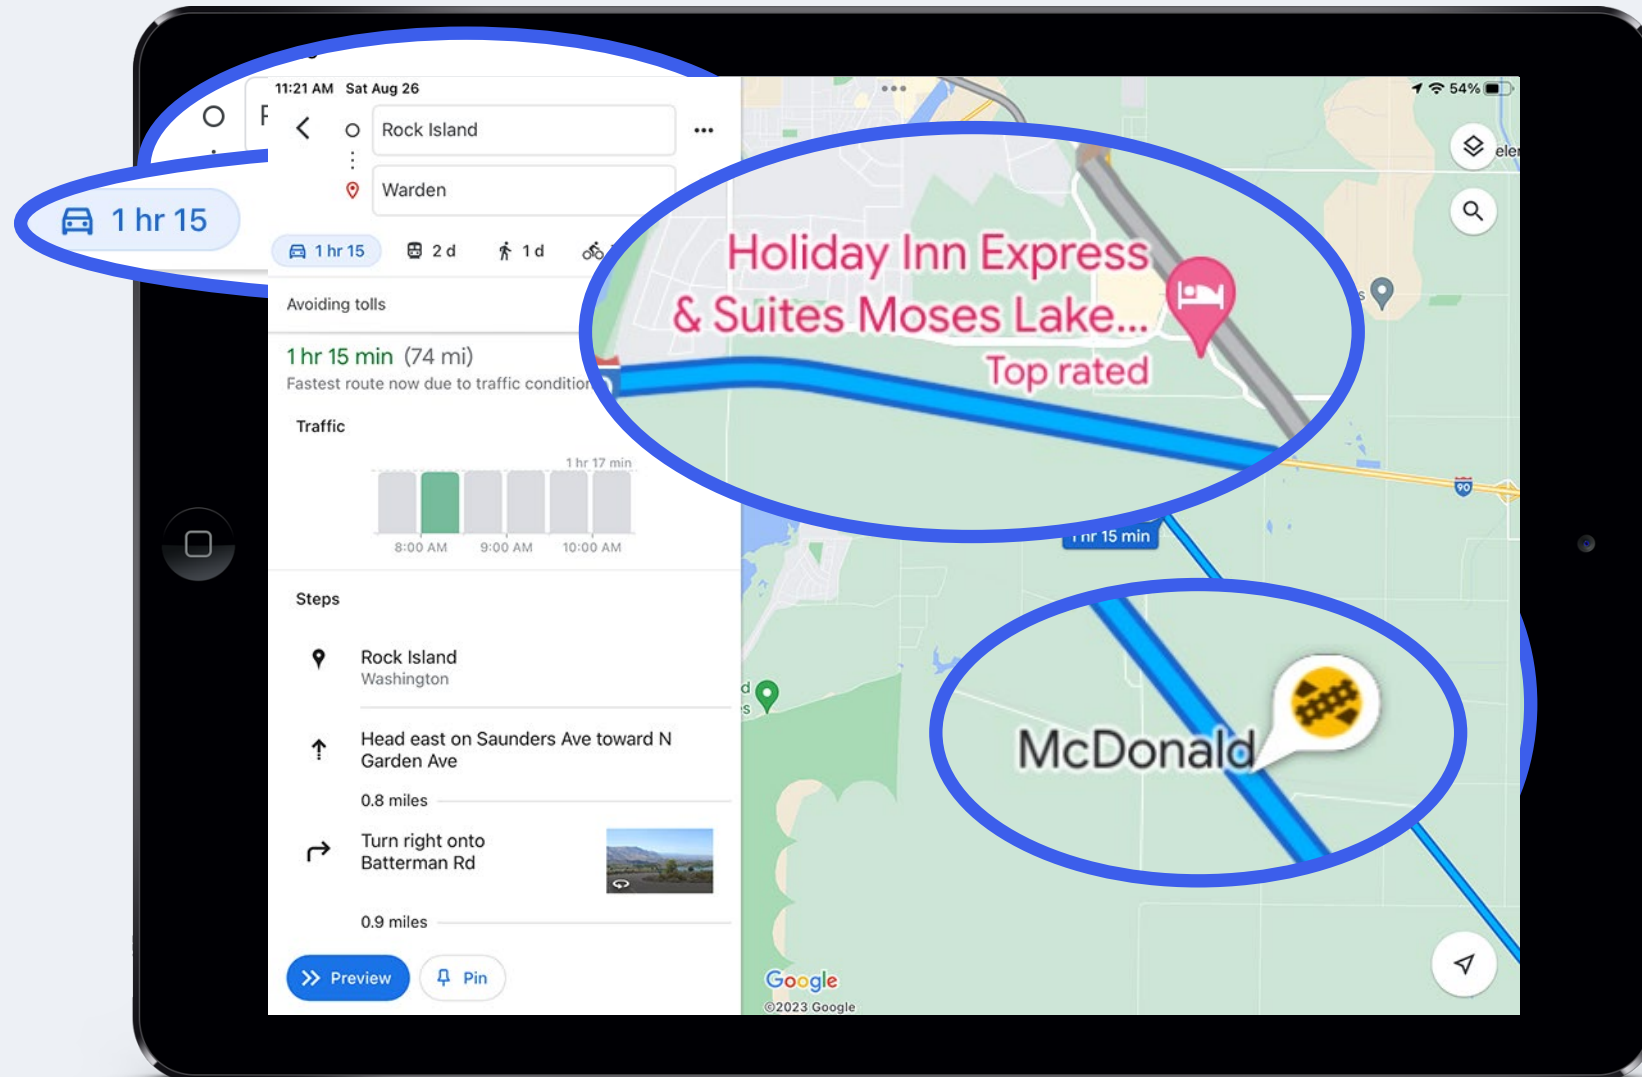 11:21 AM Sat Aug 26
54%
Rock Island
Warden
1 hr 15
1 hr 15
2 d
1 d
Avoiding tolls
1 hr 15 min (74 mi)
Fastest route now due to traffic condition
Traffic
1 hr 17 min
8:00 AM 9:00 AM 10:00 AM
Steps
Rock Island
Washington
Head east on Saunders Ave toward N
Garden Ave
0.8 miles
Turn right onto
Batterman Rd
0.9 miles
Preview
Pin
Holiday Inn Express
& Suites Moses Lake...
Top rated
90
1 hr 15 min
McDonald
Google
©2023 Google